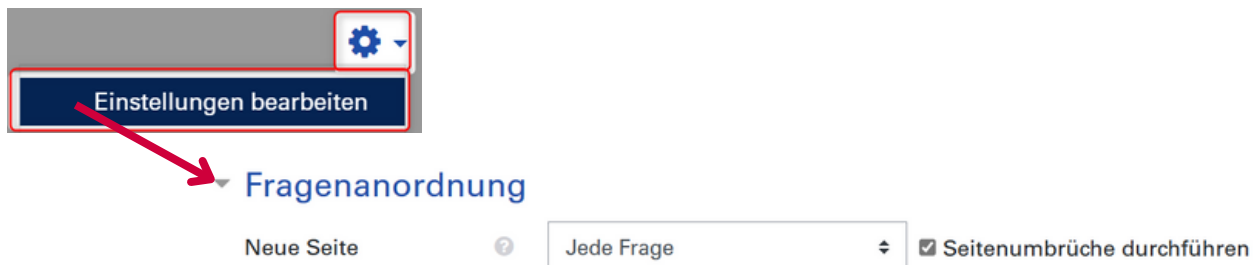 Einstellungen bearbeiten
Fragenanordnung
Neue Seite Jede Frage Seitenumbrüche durchführen